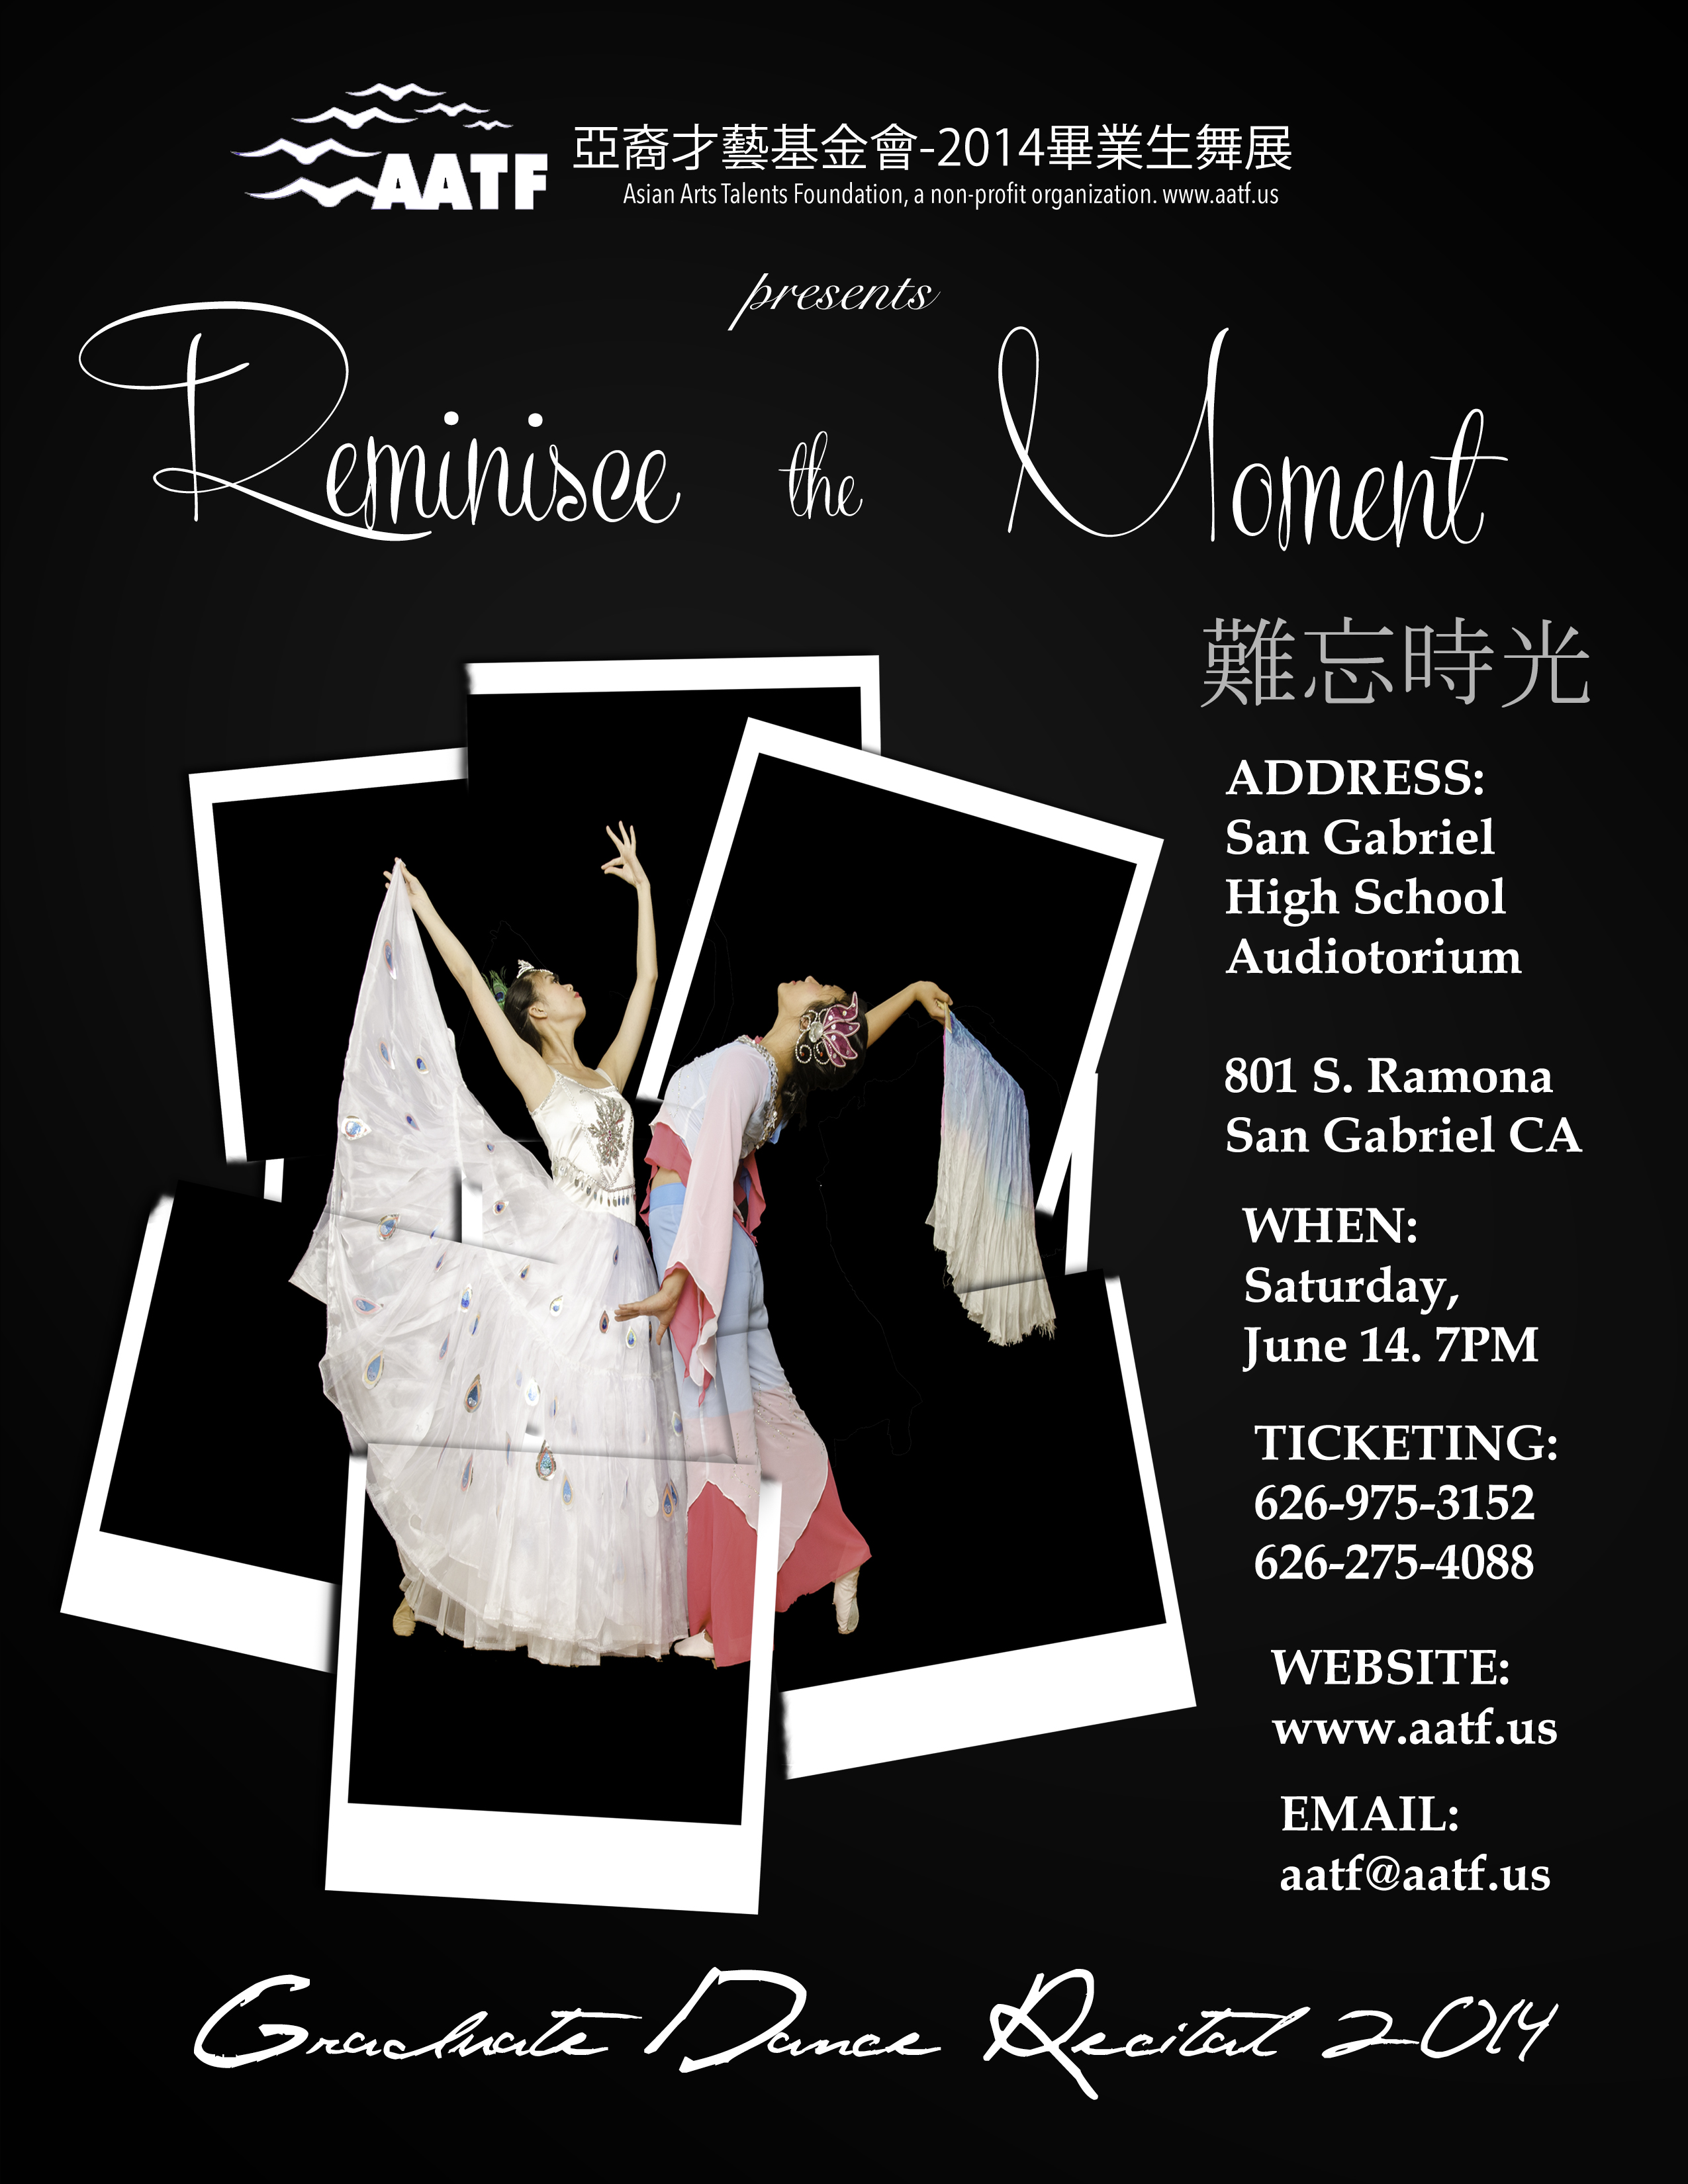 AATF
亞裔才藝基金會-2014畢業生舞展
Asian Arts Talents Foundation, a non-profit organization. www.aatf.us
presents
Reminisce the Moment
難忘時光
ADDRESS:
San Gabriel
High School
Audiotorium
801 S. Ramona
San Gabriel CA
WHEN:
Saturday,
June 14. 7PM
TICKETING:
626-975-3152
626-275-4088
WEBSITE:
www.aatf.us
EMAIL:
aatf@aatf.us
Graduate Dance Recital 2014